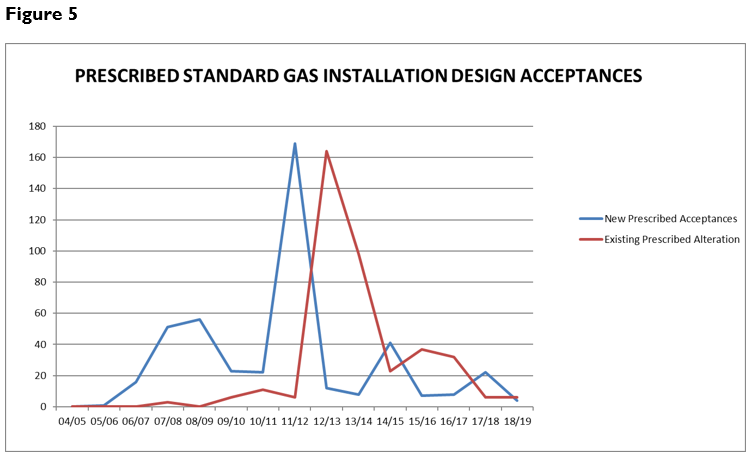 Figure 5
PRESCRIBED STANDARD GAS INSTALLATION DESIGN ACCEPTANCES
180
160
140
120
100
80
60
40
20
0
04/05 05/06 06/07 07/08 08/09 09/10 10/11 11/12 12/13 13/14 14/15 15/16 16/17 17/18 18/19
New Prescribed Acceptances
Existing Prescribed Alteration